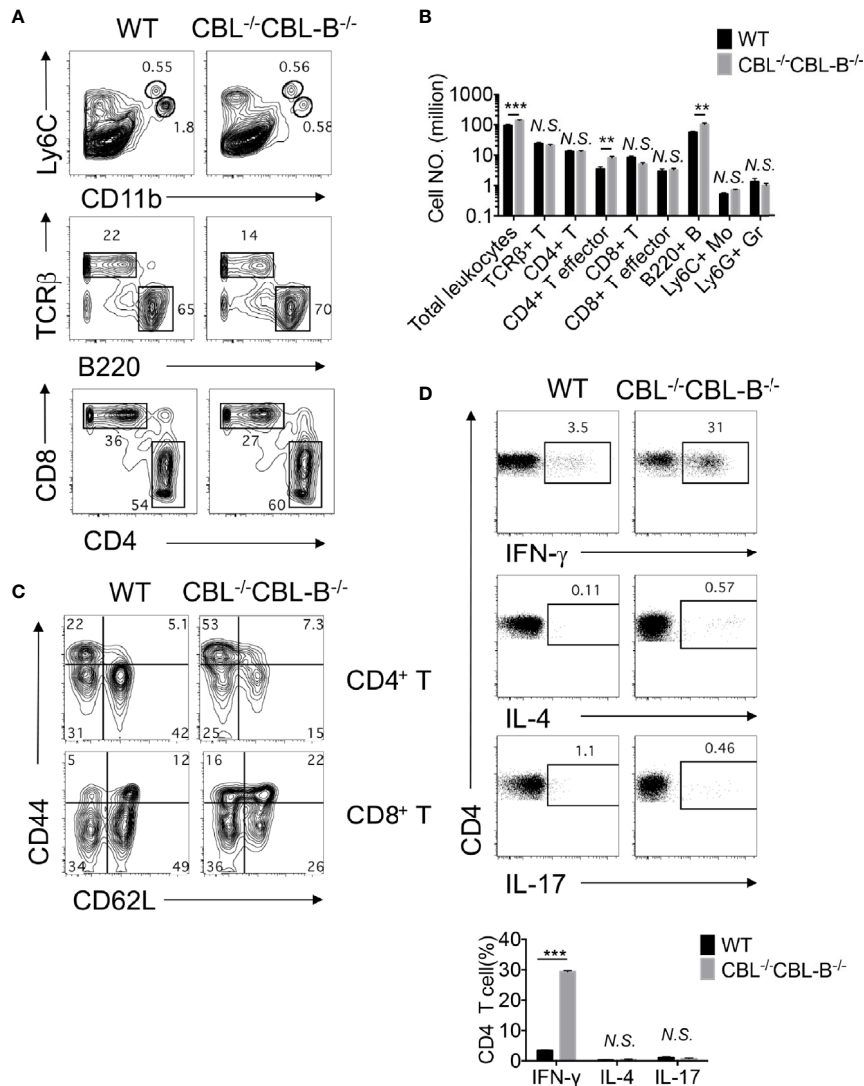 A
WT CBL-/-CBL-B-/-
Ly6C
0.55
1.8
0.56
0.58
CD11b
TCRβ
22
65
14
70
B220
CD8
36
54
27
60
CD4
B
WT
CBL-/-CBL-B-/-
Cell NO. (million)
1000
100
10
1
0.1
*** N.S. N.S. ** N.S. N.S. ** N.S. N.S.
Total leukocytes
TCRβ+ T
CD4+ T
CD4+ T effector
CD8+ T
CD8+ T effector
B220+ B
Ly6C+ Mo
Ly6G+ Gr
C
WT CBL-/-CBL-B-/-
22 5.1
31 42
53 7.3
25 15
CD4+ T
5 12
34 49
16 22
36 26
CD8+ T
CD44
CD62L
D
WT CBL-/-CBL-B-/-
3.5
31
IFN-γ
0.11
0.57
IL-4
1.1
0.46
IL-17
CD4
CD4 T cell(%)
40
30
20
10
0
***
N.S.
N.S.
IFN-γ IL-4 IL-17
WT
CBL-/-CBL-B-/-